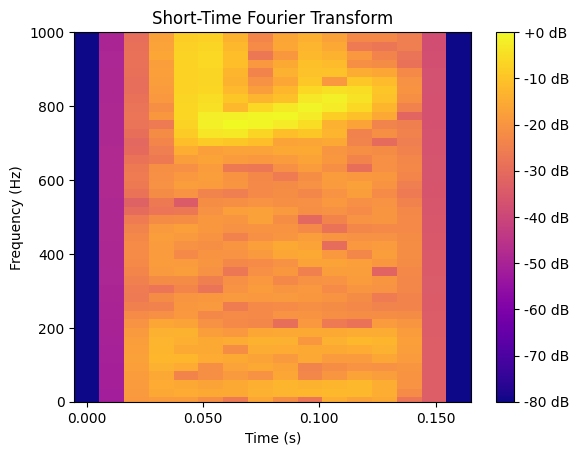 Short-Time Fourier Transform
1000
800
600
400
200
0
Frequency (Hz)
0.000
0.050
0.100
0.150
Time (s)
+0 dB
-10 dB
-20 dB
-30 dB
-40 dB
-50 dB
-60 dB
-70 dB
-80 dB